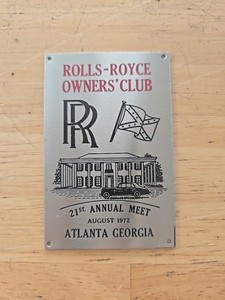 ROLLS-ROYCE
OWNERS' CLUB
RR
21ST. ANNUAL MEET
AUGUST 1972
ATLANTA GEORGIA